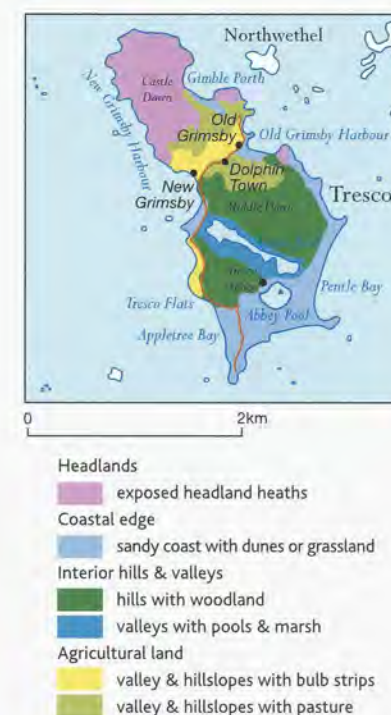 Northwethel
Castle
Down
Gimble Porth
New Grimsby
Harbour
Old
Grimsby
Old Grimsby Harbour
Dolphin
Town
New
Grimsby
Tresco
Tresco
Abbey
Pentle Bay
Abbey Pool
Tresco Flats
Appletree Bay
0
2km
Headlands
exposed headland heaths
Coastal edge
sandy coast with dunes or grassland
Interior hills & valleys
hills with woodland
valleys with pools & marsh
Agricultural land
valley & hillslopes with bulb strips
valley & hillslopes with pasture